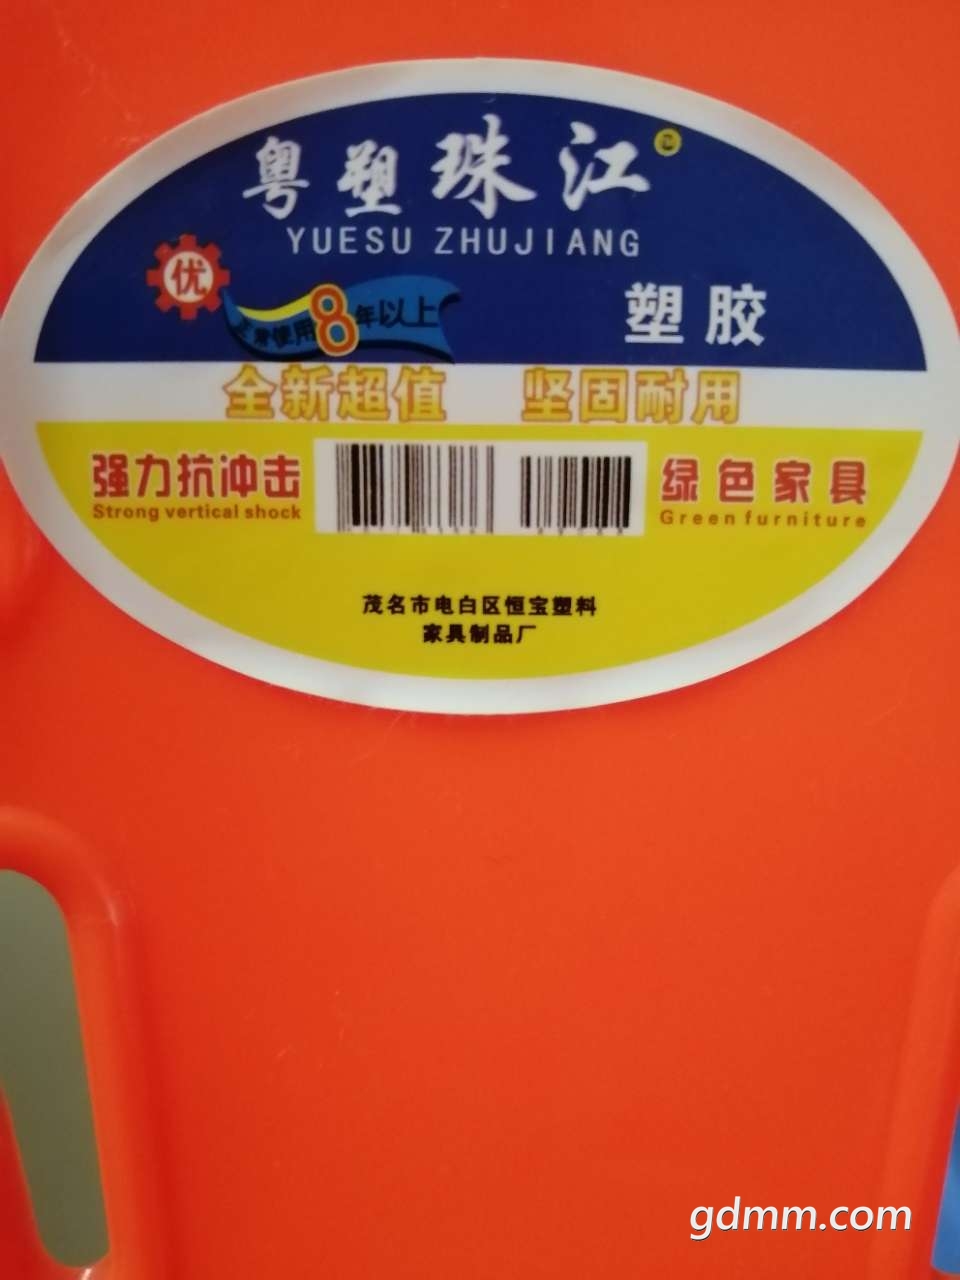 粤塑珠江
YUESU ZHUJIANG
优
正常使用8年以上
塑胶
全新超值 坚固耐用
强力抗冲击
Strong vertical shock
绿色家具
Green furniture
茂名市电白区恒宝塑料
家具制品厂
gdmm.com